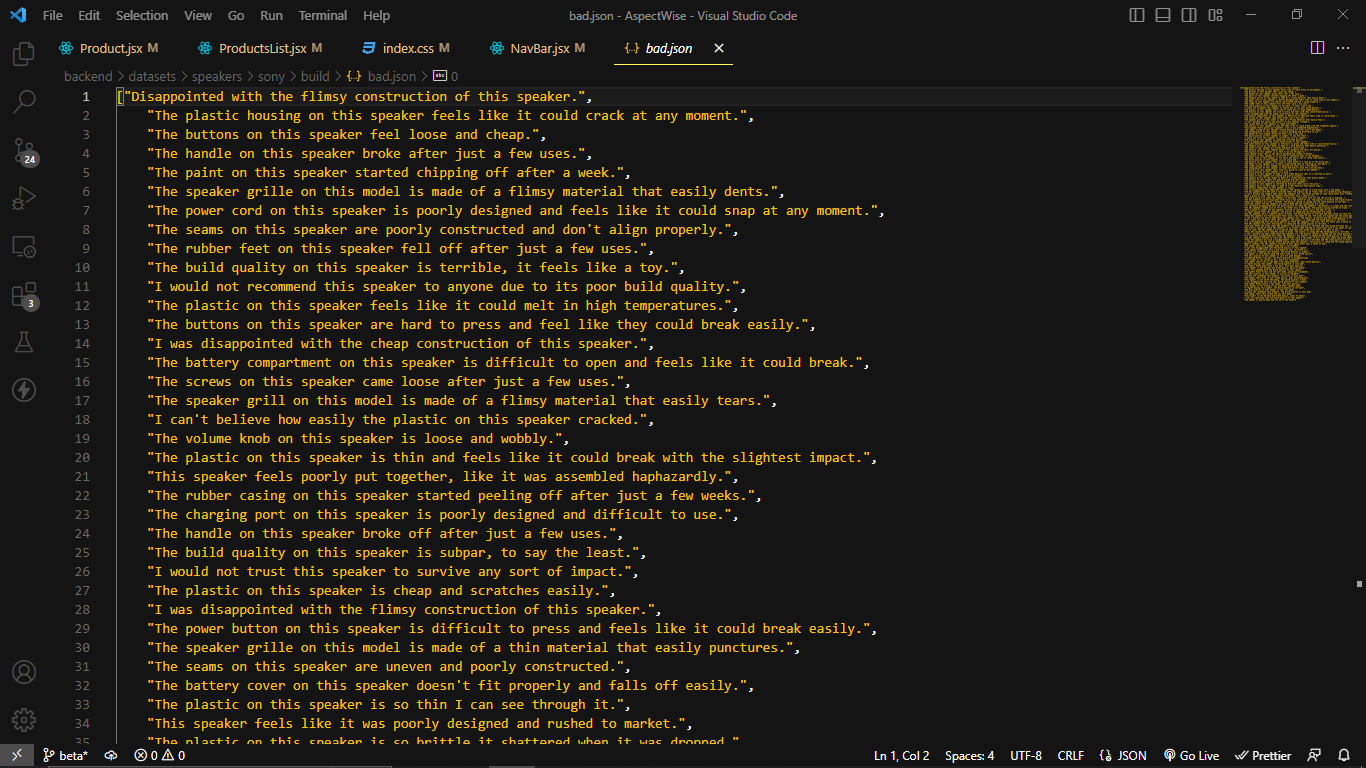 File Edit Selection View Go Run Terminal Help bad.json - AspectWise - Visual Studio Code
Product.jsx M ProductsList.jsx M index.css M NavBar.jsx M {..} bad.json
backend > datasets > speakers > sony > build > {..} bad.json > abc 0
1 ["Disappointed with the flimsy construction of this speaker.",
2 "The plastic housing on this speaker feels like it could crack at any moment.",
3 "The buttons on this speaker feel loose and cheap.",
4 "The handle on this speaker broke after just a few uses.",
5 "The paint on this speaker started chipping off after a week.",
6 "The speaker grille on this model is made of a flimsy material that easily dents.",
7 "The power cord on this speaker is poorly designed and feels like it could snap at any moment.",
8 "The seams on this speaker are poorly constructed and don't align properly.",
9 "The rubber feet on this speaker fell off after just a few uses.",
10 "The build quality on this speaker is terrible, it feels like a toy.",
11 "I would not recommend this speaker to anyone due to its poor build quality.",
12 "The plastic on this speaker feels like it could melt in high temperatures.",
13 "The buttons on this speaker are hard to press and feel like they could break easily.",
14 "I was disappointed with the cheap construction of this speaker.",
15 "The battery compartment on this speaker is difficult to open and feels like it could break.",
16 "The screws on this speaker came loose after just a few uses.",
17 "The speaker grill on this model is made of a flimsy material that easily tears.",
18 "I can't believe how easily the plastic on this speaker cracked.",
19 "The volume knob on this speaker is loose and wobbly.",
20 "The plastic on this speaker is thin and feels like it could break with the slightest impact.",
21 "This speaker feels poorly put together, like it was assembled haphazardly.",
22 "The rubber casing on this speaker started peeling off after just a few weeks.",
23 "The charging port on this speaker is poorly designed and difficult to use.",
24 "The handle on this speaker broke off after just a few uses.",
25 "The build quality on this speaker is subpar, to say the least.",
26 "I would not trust this speaker to survive any sort of impact.",
27 "The plastic on this speaker is cheap and scratches easily.",
28 "I was disappointed with the flimsy construction of this speaker.",
29 "The power button on this speaker is difficult to press and feels like it could break easily.",
30 "The speaker grille on this model is made of a thin material that easily punctures.",
31 "The seams on this speaker are uneven and poorly constructed.",
32 "The battery cover on this speaker doesn't fit properly and falls off easily.",
33 "The plastic on this speaker is so thin I can see through it.",
34 "This speaker feels like it was poorly designed and rushed to market.",
35 "The plastic on this speaker is so brittle it shattered when it was dropped."
24
3
beta* 0 0 Ln 1, Col 2 Spaces: 4 UTF-8 CRLF {} JSON Go Live Prettier